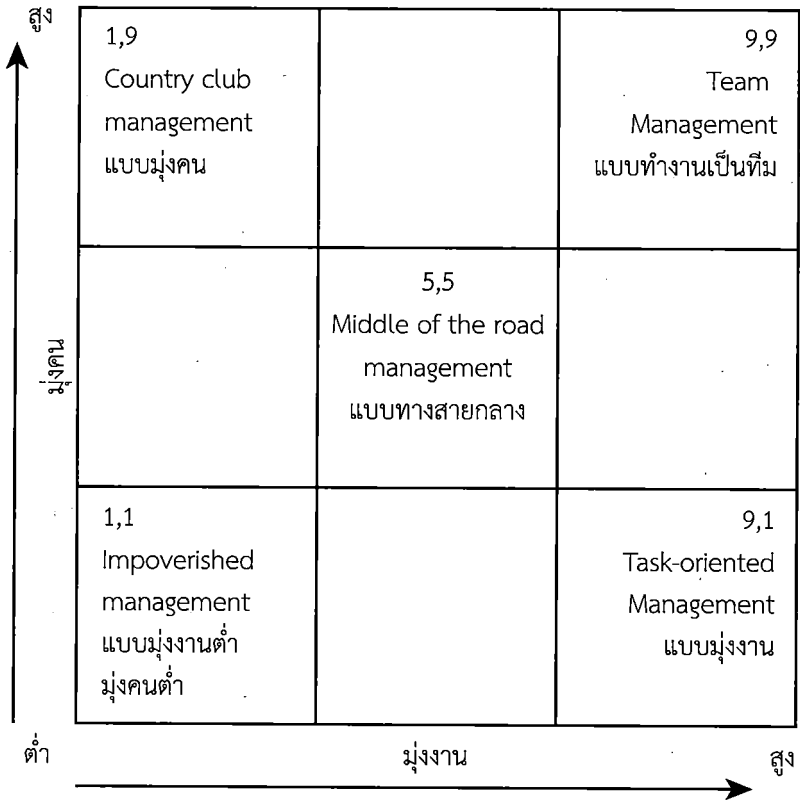 สูง
1,9
Country club
management
แบบมุ่งคน
9,9
Team
Management
แบบทำงานเป็นทีม
มุ่งคน
5,5
Middle of the road
management
แบบทางสายกลาง
1,1
Impoverished
management
แบบมุ่งงานต่ำ
มุ่งคนต่ำ
9,1
Task-oriented
Management
แบบมุ่งงาน
ต่ำ
มุ่งงาน
สูง